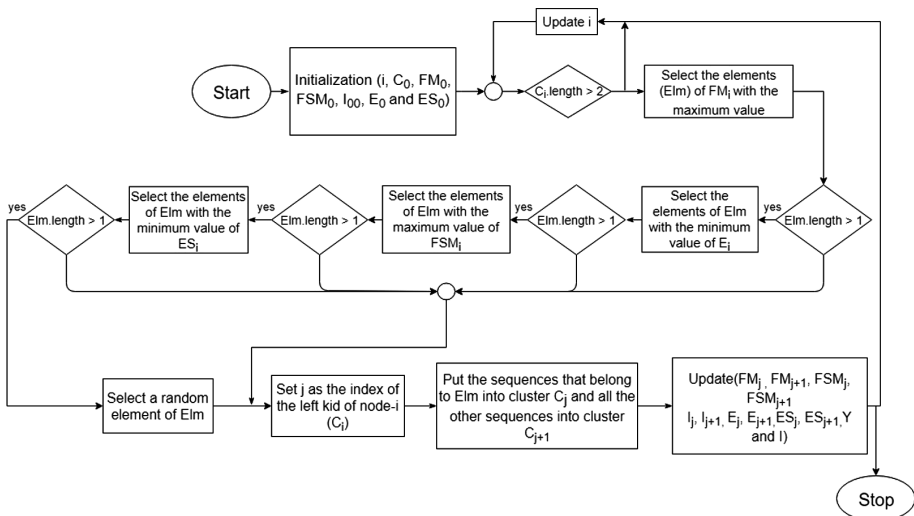 Update i
Start
Initialization (i, C0, FM0,
FSM0, I00, E0 and ES0)
Ci.length > 2
Select the elements
(Elm) of FMi with the
maximum value
yes
Elm.length > 1
Select the elements
of Elm with the
minimum value of
ESi
yes
Elm.length > 1
Select the elements
of Elm with the
maximum value of
FSMi
yes
Elm.length > 1
Select the
elements of Elm
with the minimum
value of Ei
yes
Elm.length > 1
Select a random
element of Elm
Set j as the index of
the left kid of node-i
(Ci)
Put the sequences that belong
to Elm into cluster Cj and all the
other sequences into cluster
Cj+1
Update(FMj, FMj+1, FSMj,
FSMj+1
Ij, Ij+1, Ej, Ej+1,ESj, ESj+1,Y
and I)
Stop